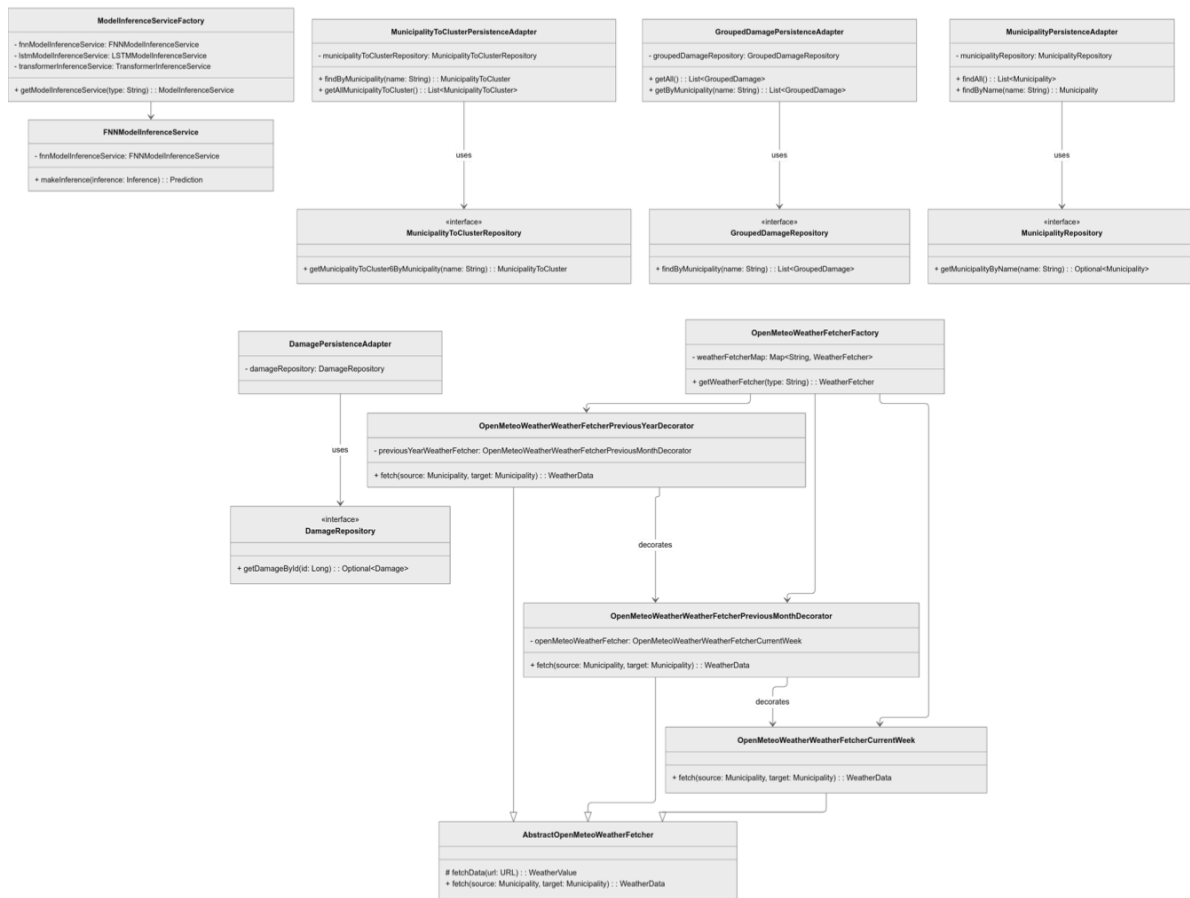 ModelInferenceServiceFactory
- fnnModelInferenceService: FNNModelInferenceService
- lstmModelInferenceService: LSTMModelInferenceService
- transformerInferenceService: TransformerInferenceService
+ getModelInferenceService(type: String) : : ModelInferenceService
FNNModelInferenceService
- fnnModelInferenceService: FNNModelInferenceService
+ makeInference(inference: Inference) : : Prediction
MunicipalityToClusterPersistenceAdapter
- municipalityToClusterRepository: MunicipalityToClusterRepository
+ findByMunicipality(name: String) : : MunicipalityToCluster
+ getAllMunicipalityToCluster() : : List<MunicipalityToCluster>
uses
«interface»
MunicipalityToClusterRepository
+ getMunicipalityToCluster6ByMunicipality(name: String) : : MunicipalityToCluster
GroupedDamagePersistenceAdapter
- groupedDamageRepository: GroupedDamageRepository
+ getAll() : : List<GroupedDamage>
+ getByMunicipality(name: String) : : List<GroupedDamage>
uses
«interface»
GroupedDamageRepository
+ findByMunicipality(name: String) : : List<GroupedDamage>
MunicipalityPersistenceAdapter
- municipalityRepository: MunicipalityRepository
+ findAll() : : List<Municipality>
+ findByName(name: String) : : Municipality
uses
«interface»
MunicipalityRepository
+ getMunicipalityByName(name: String) : : Optional<Municipality>
DamagePersistenceAdapter
- damageRepository: DamageRepository
uses
«interface»
DamageRepository
+ getDamageById(id: Long) : : Optional<Damage>
OpenMeteoWeatherFetcherFactory
- weatherFetcherMap: Map<String, WeatherFetcher>
+ getWeatherFetcher(type: String) : : WeatherFetcher
OpenMeteoWeatherWeatherFetcherPreviousYearDecorator
- previousYearWeatherFetcher: OpenMeteoWeatherWeatherFetcherPreviousMonthDecorator
+ fetch(source: Municipality, target: Municipality) : : WeatherData
decorates
OpenMeteoWeatherWeatherFetcherPreviousMonthDecorator
- openMeteoWeatherFetcher: OpenMeteoWeatherWeatherFetcherCurrentWeek
+ fetch(source: Municipality, target: Municipality) : : WeatherData
decorates
OpenMeteoWeatherWeatherFetcherCurrentWeek
+ fetch(source: Municipality, target: Municipality) : : WeatherData
AbstractOpenMeteoWeatherFetcher
# fetchData(url: URL) : : WeatherValue
+ fetch(source: Municipality, target: Municipality) : : WeatherData